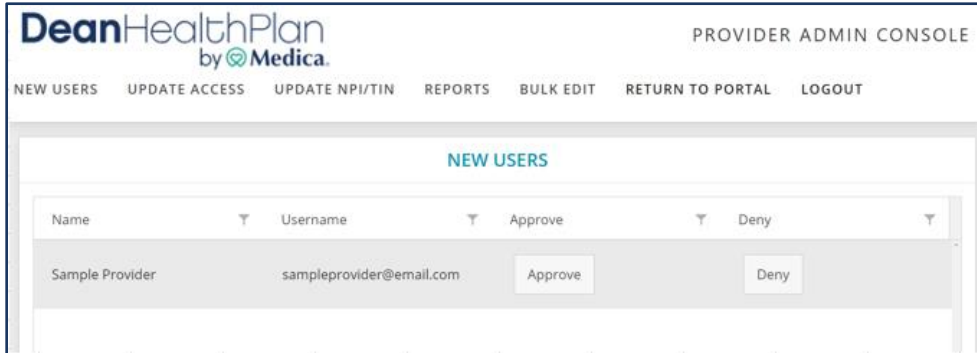 DeanHealthPlan
by Medica.
PROVIDER ADMIN CONSOLE
NEW USERS UPDATE ACCESS UPDATE NPI/TIN REPORTS BULK EDIT RETURN TO PORTAL LOGOUT
NEW USERS
Name Username Approve Deny
Sample Provider sampleprovider@email.com Approve Deny